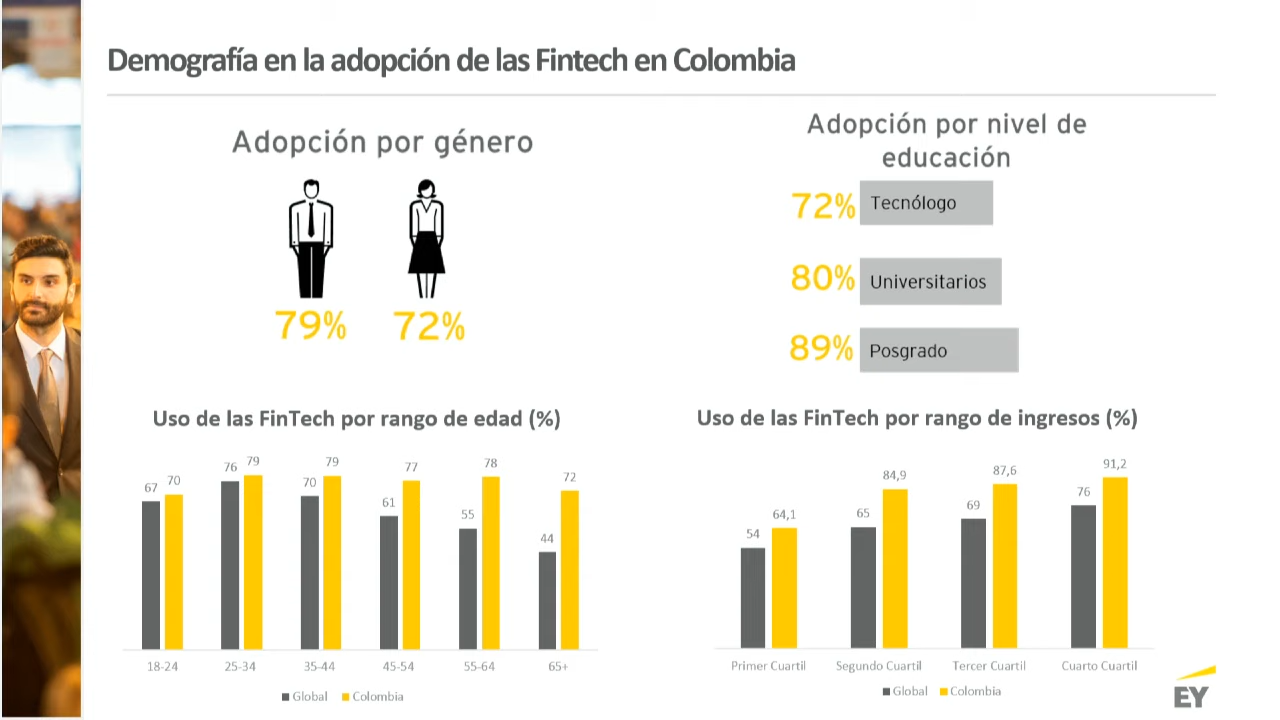 Demografía en la adopción de las Fintech en Colombia
Adopción por género
79% 72%
Adopción por nivel de
educación
72% Tecnólogo
80% Universitarios
89% Posgrado
Uso de las FinTech por rango de edad (%)
67 70 76 79 70 79 61 77 55 78 44 72
18-24 25-34 35-44 45-54 55-64 65+
Global Colombia
Uso de las FinTech por rango de ingresos (%)
54 64,1 65 84,9 69 87,6 76 91,2
Primer Cuartil Segundo Cuartil Tercer Cuartil Cuarto Cuartil
Global Colombia
EY